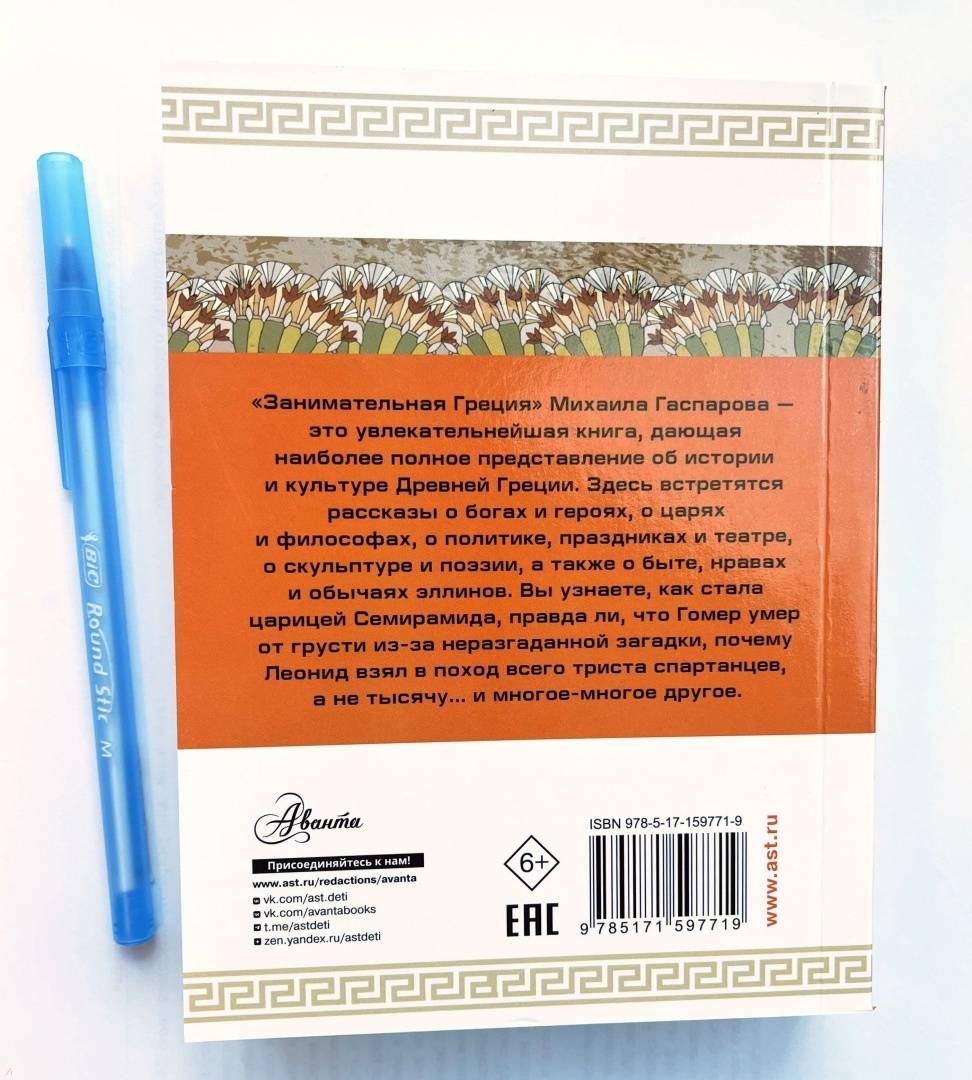 «Занимательная Греция» Михаила Гаспарова —
это увлекательнейшая книга, дающая
наиболее полное представление об истории
и культуре Древней Греции. Здесь встретятся
рассказы о богах и героях, о царях
и философах, о политике, праздниках и театре,
о скульптуре и поэзии, а также о быте, нравах
и обычаях эллинов. Вы узнаете, как стала
царицей Семирамида, правда ли, что Гомер умер
от грусти из-за неразгаданной загадки, почему
Леонид взял в поход всего триста спартанцев,
а не тысячу... и многое-многое другое.
Аванта
Присоединяйтесь к нам!
www.ast.ru/redactions/avanta
vk.com/ast.deti
vk.com/avantabooks
t.me/astdeti
zen.yandex.ru/astdeti
6+
EAC
ISBN 978-5-17-159771-9
9 785171 597719
www.ast.ru
BIC Round Stic M